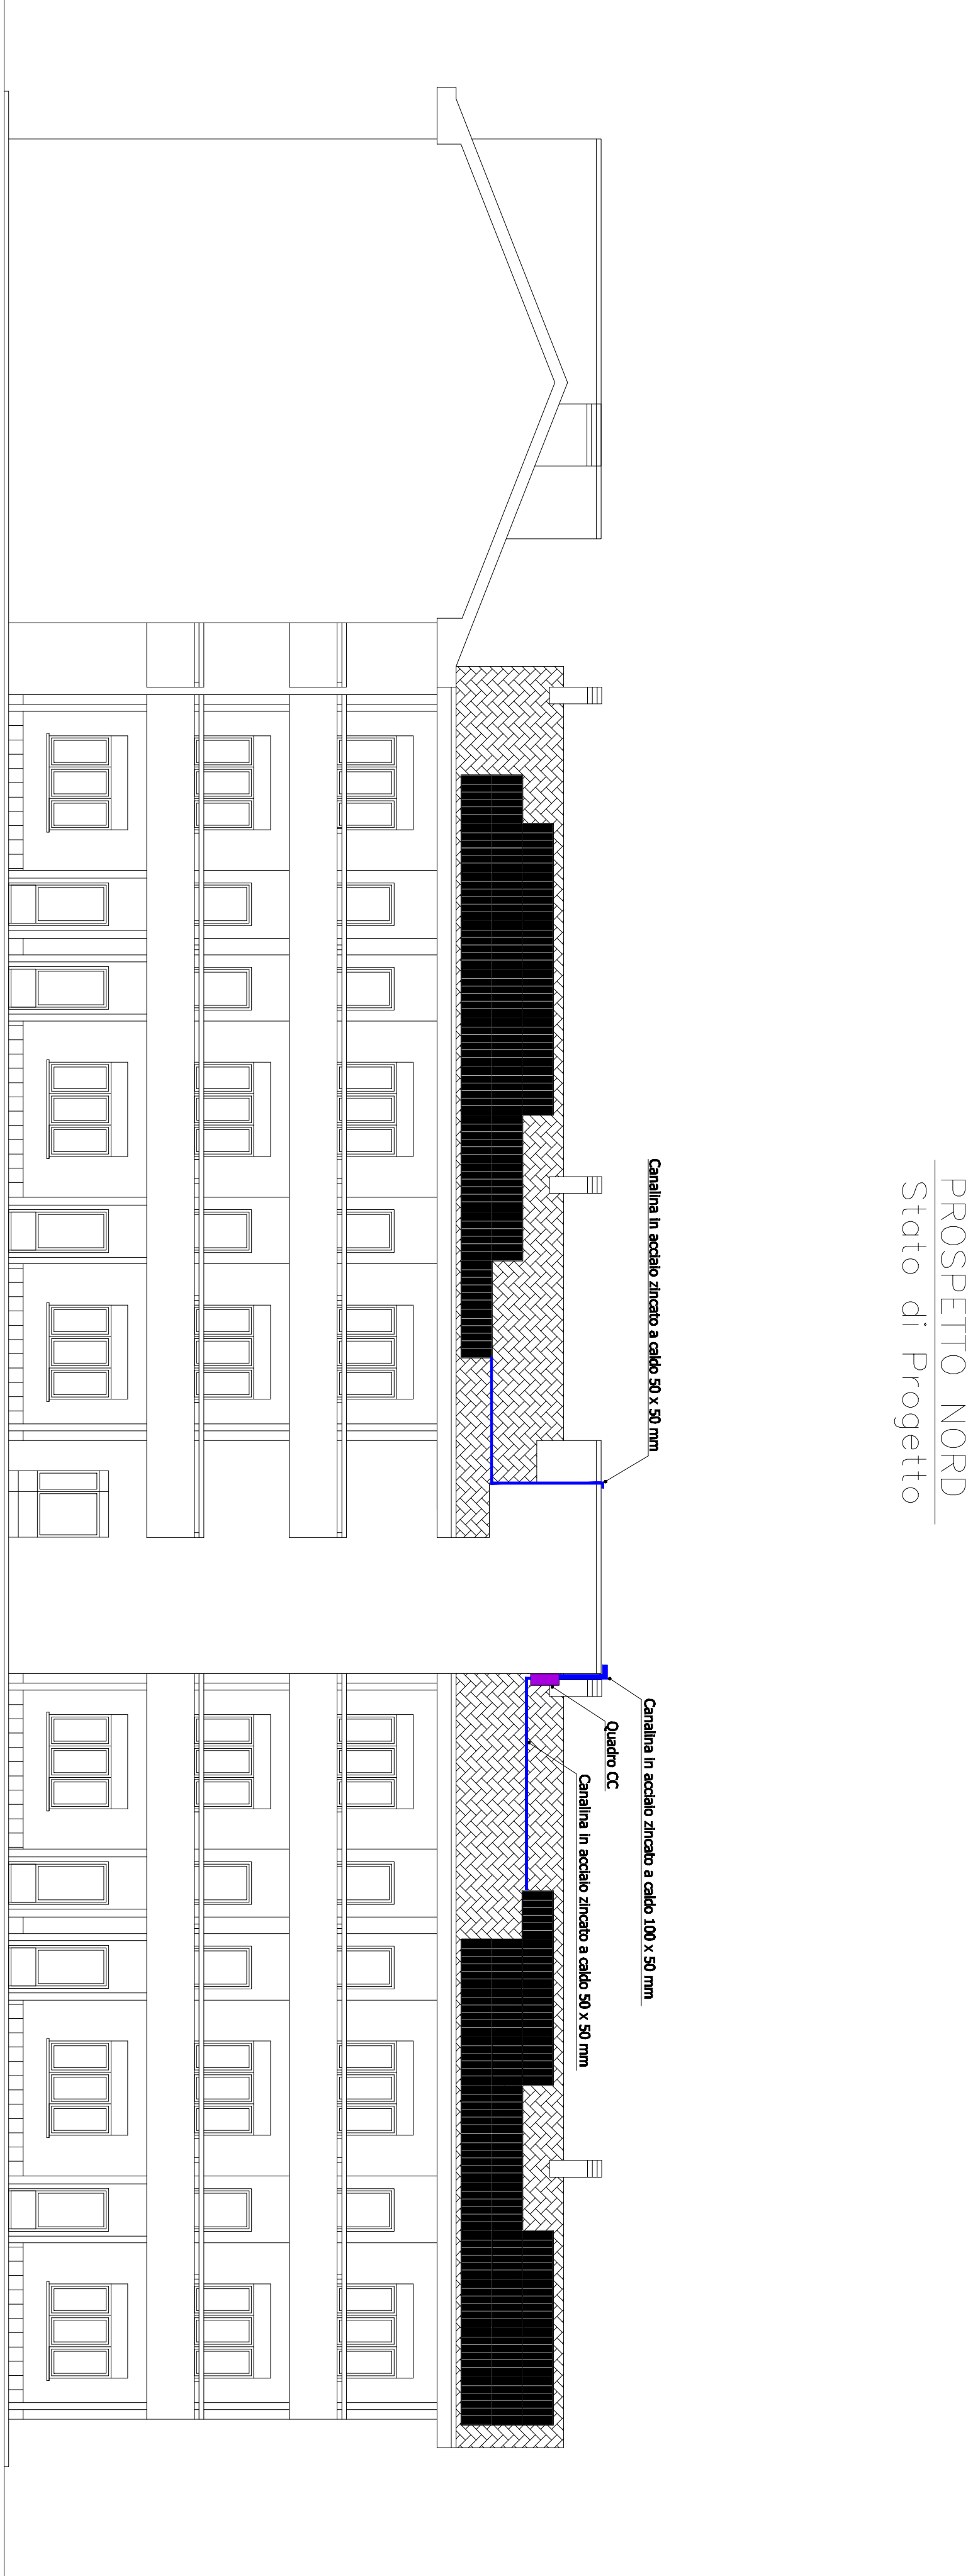 PROSPETTO NORD
Stato di Progetto
Canalina in acciaio zincato a caldo 50 x 50 mm
Canalina in acciaio zincato a caldo 100 x 50 mm
Quadro CC
Canalina in acciaio zincato a caldo 50 x 50 mm